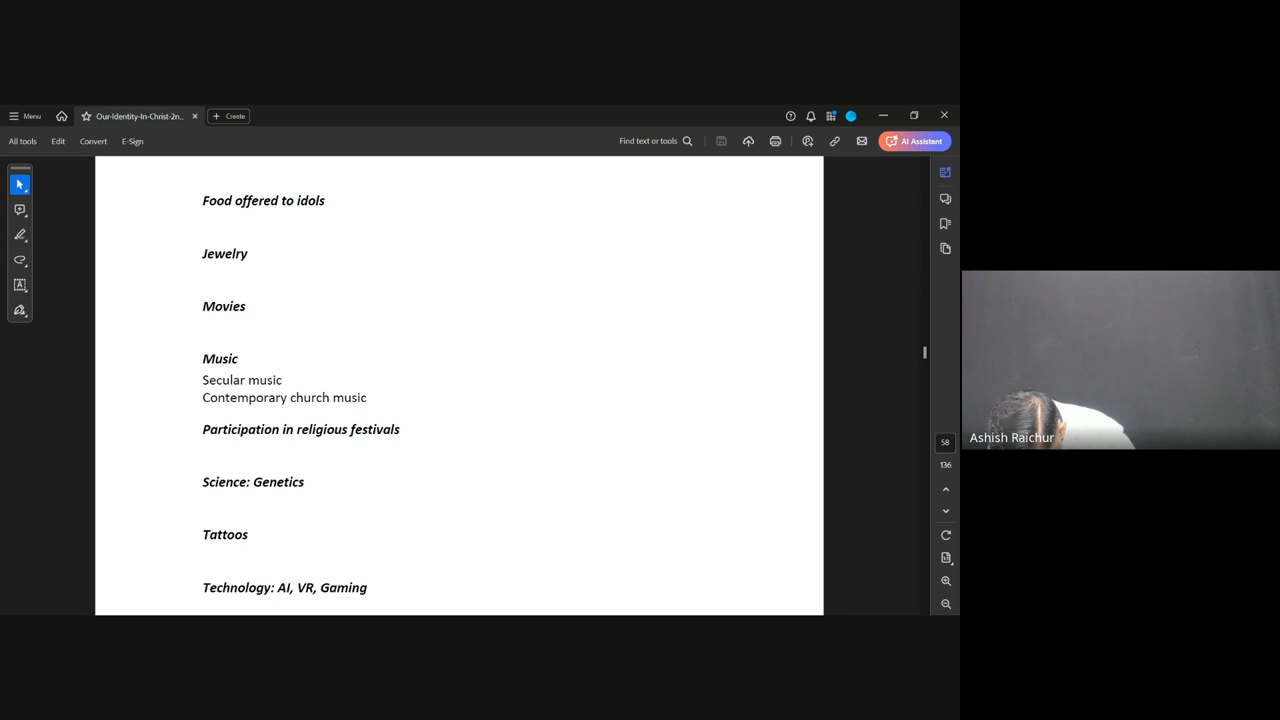 Menu
Our-Identity-In-Christ-2n...
Create
All tools
Edit
Convert
E-Sign
Find text or tools
AI Assistant
Food offered to idols
Jewelry
Movies
Music
Secular music
Contemporary church music
Participation in religious festivals
Science: Genetics
Tattoos
Technology: AI, VR, Gaming
58
136
Ashish Raichur